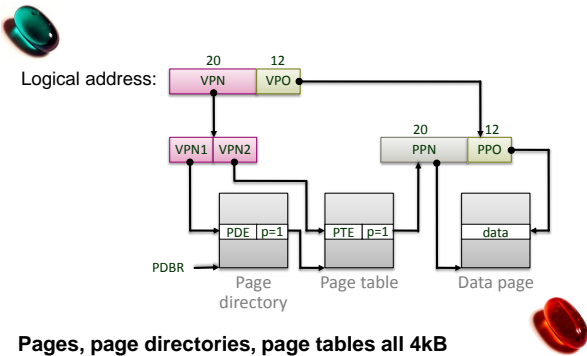 20 12
Logical address: VPN VPO
20 12
VPN1 VPN2 PPN PPO
PDE p=1 PTE p=1 data
PDBR
Page Page table Data page
directory
Pages, page directories, page tables all 4kB